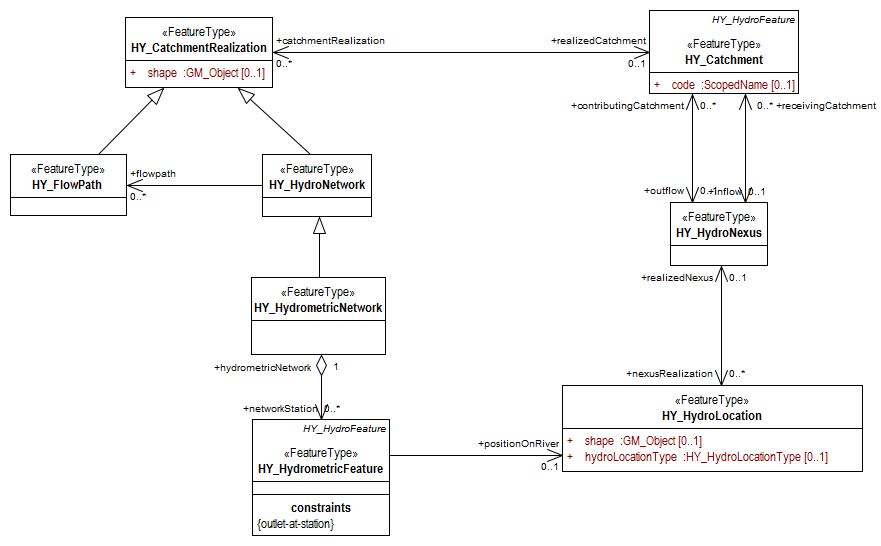 «FeatureType»
HY_CatchmentRealization
+ shape :GM_Object [0..1]
+catchmentRealization
0..*
+realizedCatchment
0..1
HY_HydroFeature
«FeatureType»
HY_Catchment
+ code :ScopedName [0..1]
+contributingCatchment 0..*
0..* +receivingCatchment
«FeatureType»
HY_FlowPath
+flowpath
0..*
«FeatureType»
HY_HydroNetwork
+outflow 0..1
+inflow 0..1
«FeatureType»
HY_HydroNexus
+realizedNexus 0..1
«FeatureType»
HY_HydrometricNetwork
+hydrometricNetwork 1
+networkStation 0..*
+nexusRealization 0..*
HY_HydroFeature
«FeatureType»
HY_HydrometricFeature
constraints
{outlet-at-station}
+positionOnRiver
0..1
«FeatureType»
HY_HydroLocation
+ shape :GM_Object [0..1]
+ hydroLocationType :HY_HydroLocationType [0..1]